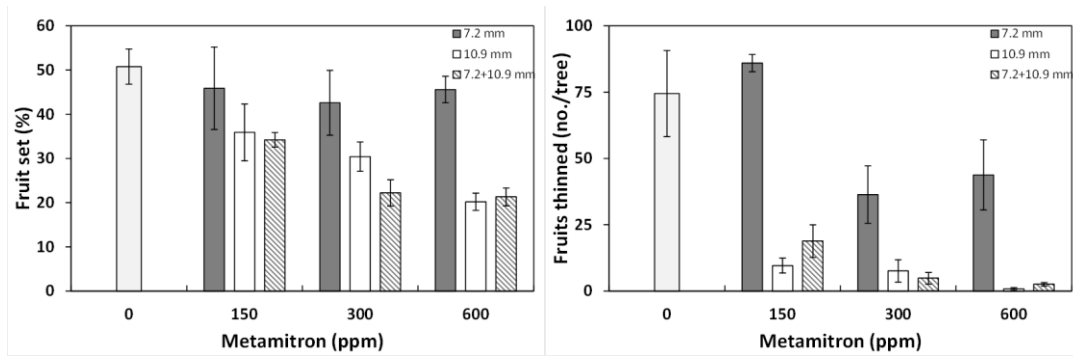 60
50
40
30
20
10
0
Fruit set (%)
7.2 mm
10.9 mm
7.2+10.9 mm
0 150 300 600
Metamitron (ppm)
100
75
50
25
0
Fruits thinned (no./tree)
7.2 mm
10.9 mm
7.2+10.9 mm
0 150 300 600
Metamitron (ppm)